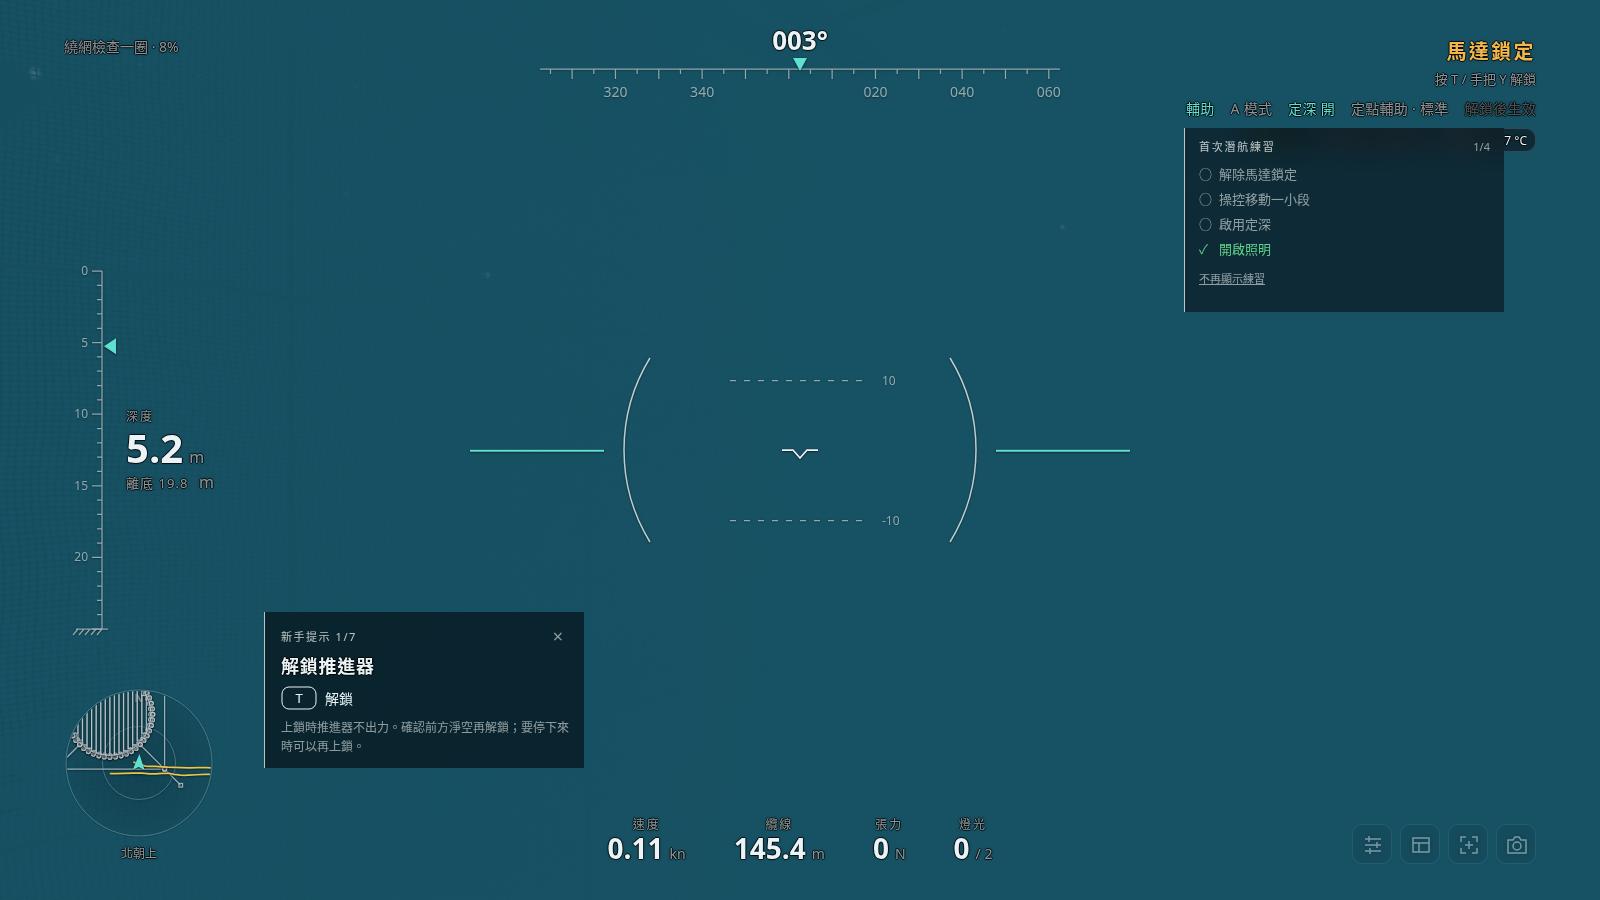 繞網檢查一圈 · 8%
003°
320 340 020 040 060
馬達鎖定
按 T / 手把 Y 解鎖
輔助 A 模式 定深 開 定點輔助 · 標準 解鎖後生效
7 °C
首次潛航練習 1/4
解除馬達鎖定
操控移動一小段
啟用定深
✓ 開啟照明
不再顯示練習
0
5
10
15
20
深度
5.2 m
離底 19.8 m
10
-10
新手提示 1/7 ×
解鎖推進器
T 解鎖
上鎖時推進器不出力。確認前方淨空再解鎖；要停下來
時可以再上鎖。
N
北朝上
速度 纜線 張力 燈光
0.11 kn 145.4 m 0 N 0 / 2